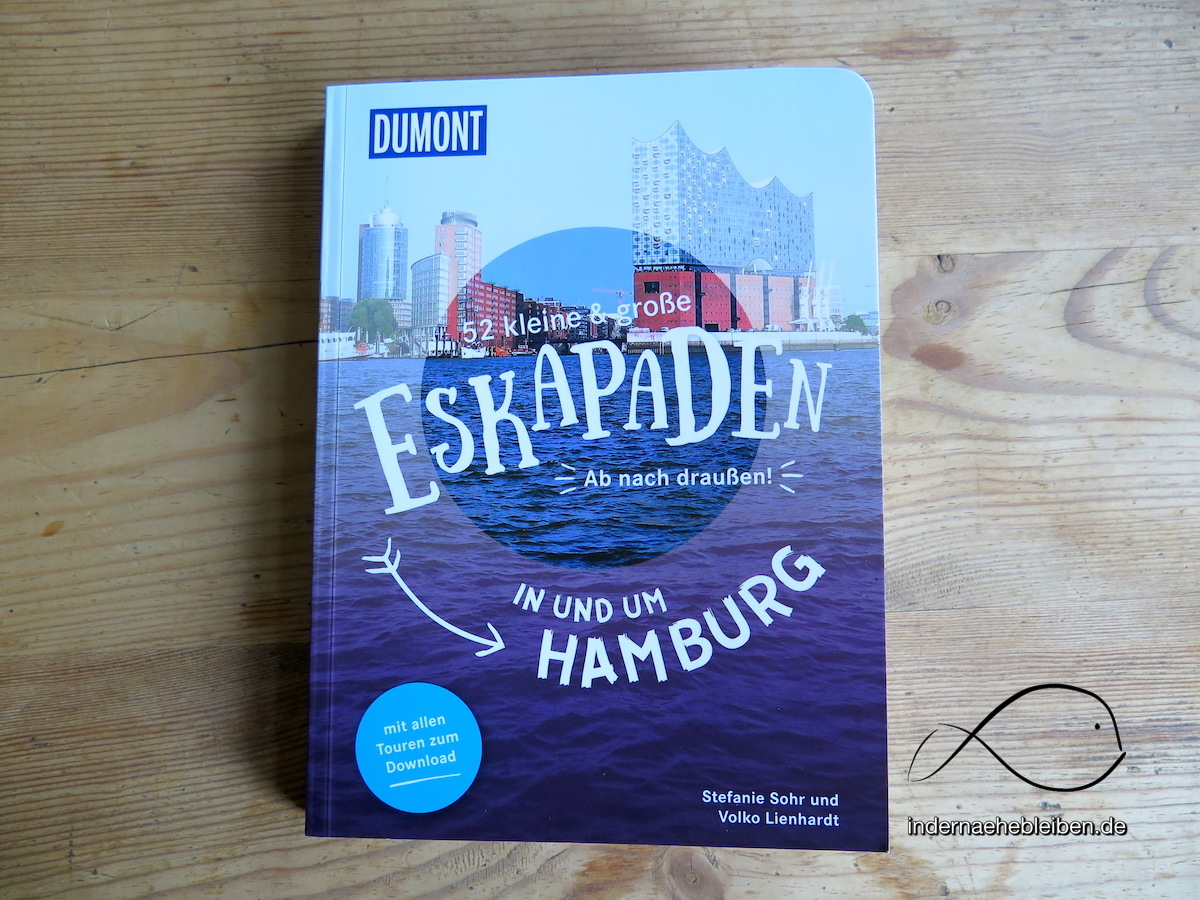 DUMONT
52 kleine & große
ESKAPADEN
Ab nach draußen!
IN UND UM
HAMBURG
mit allen
Touren zum
Download
Stefanie Sohr und
Volko Lienhardt
indernaehebleiben.de